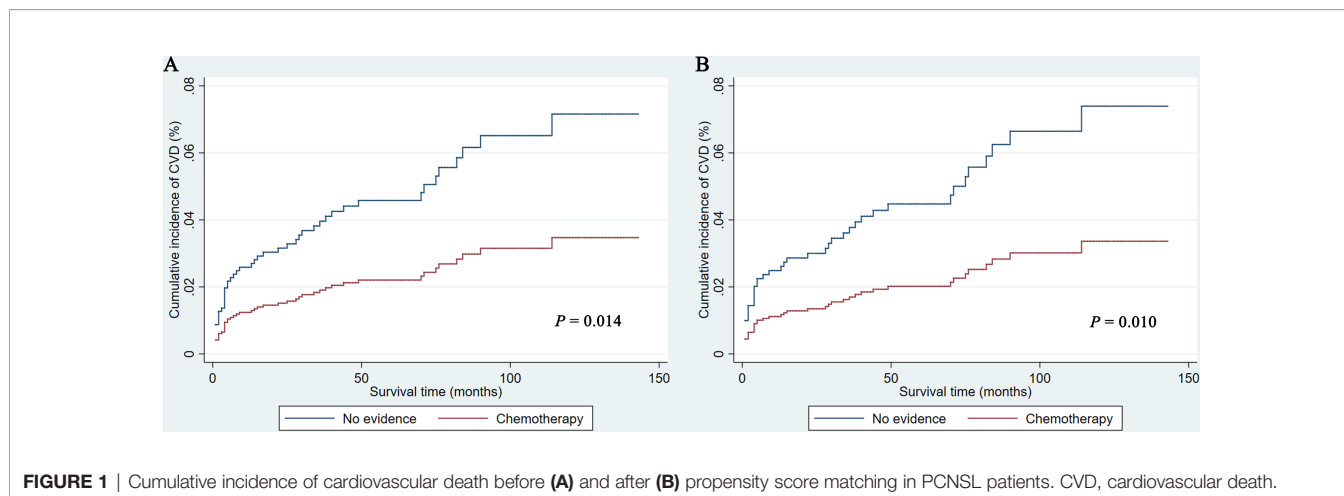 A
Cumulative incidence of CVD (%)
.08
.06
.04
.02
0
P = 0.014
0
50
100
150
Survival time (months)
No evidence
Chemotherapy
B
Cumulative incidence of CVD (%)
.08
.06
.04
.02
0
P = 0.010
0
50
100
150
Survival time (months)
No evidence
Chemotherapy
FIGURE 1 | Cumulative incidence of cardiovascular death before (A) and after (B) propensity score matching in PCNSL patients. CVD, cardiovascular death.